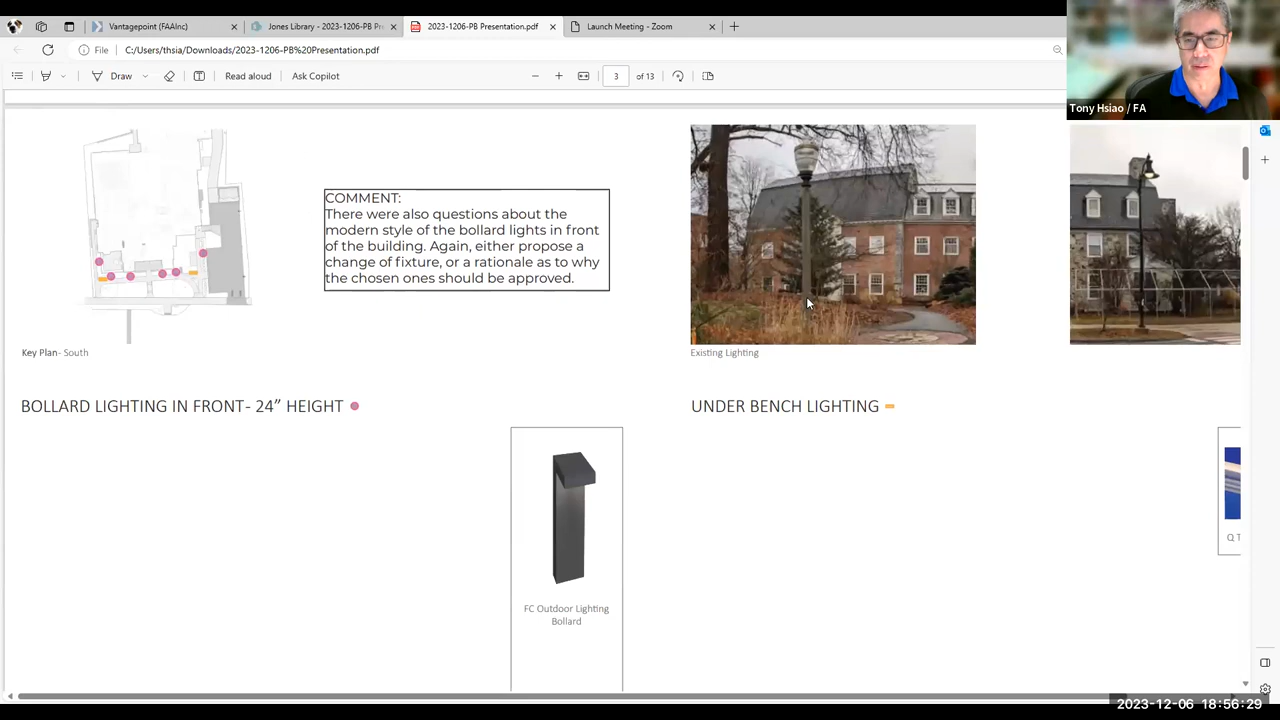 Vantagepoint (FAAInc)
Jones Library - 2023-1206-PB Pr
2023-1206-PB Presentation.pdf
Launch Meeting - Zoom
File
C:/Users/thsia/Downloads/2023-1206-PB%20Presentation.pdf
Draw
Read aloud
Ask Copilot
3
of 13
Tony Hsiao / FA
COMMENT:
There were also questions about the
modern style of the bollard lights in front
of the building. Again, either propose a
change of fixture, or a rationale as to why
the chosen ones should be approved.
Key Plan - South
Existing Lighting
BOLLARD LIGHTING IN FRONT- 24” HEIGHT
UNDER BENCH LIGHTING
FC Outdoor Lighting
Bollard
Q T
2023-12-06 18:56:29